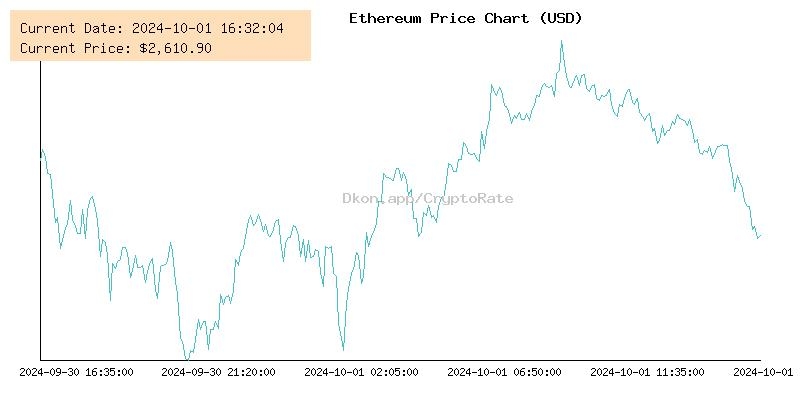 Ethereum Price Chart (USD)
Current Date: 2024-10-01 16:32:04
Current Price: $2,610.90
Dkon.app/CryptoRate
2024-09-30 16:35:00 2024-09-30 21:20:00 2024-10-01 02:05:00 2024-10-01 06:50:00 2024-10-01 11:35:00 2024-10-01